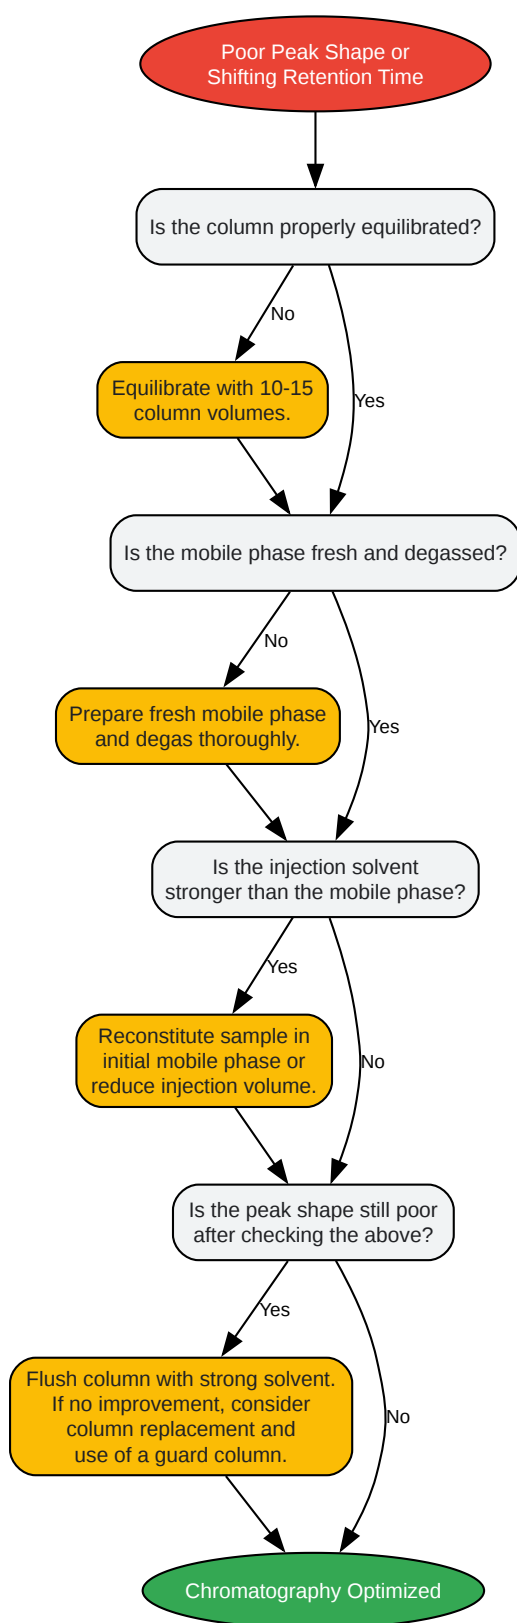 Poor Peak Shape or
Shifting Retention Time
Is the column properly equilibrated?
No
Equilibrate with 10-15
column volumes.
Yes
Is the mobile phase fresh and degassed?
No
Prepare fresh mobile phase
and degas thoroughly.
Yes
Is the injection solvent
stronger than the mobile phase?
Yes
Reconstitute sample in
initial mobile phase or
reduce injection volume.
No
Is the peak shape still poor
after checking the above?
Yes
Flush column with strong solvent.
If no improvement, consider
column replacement and
use of a guard column.
No
Chromatography Optimized